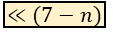 ≪ (7 − n)